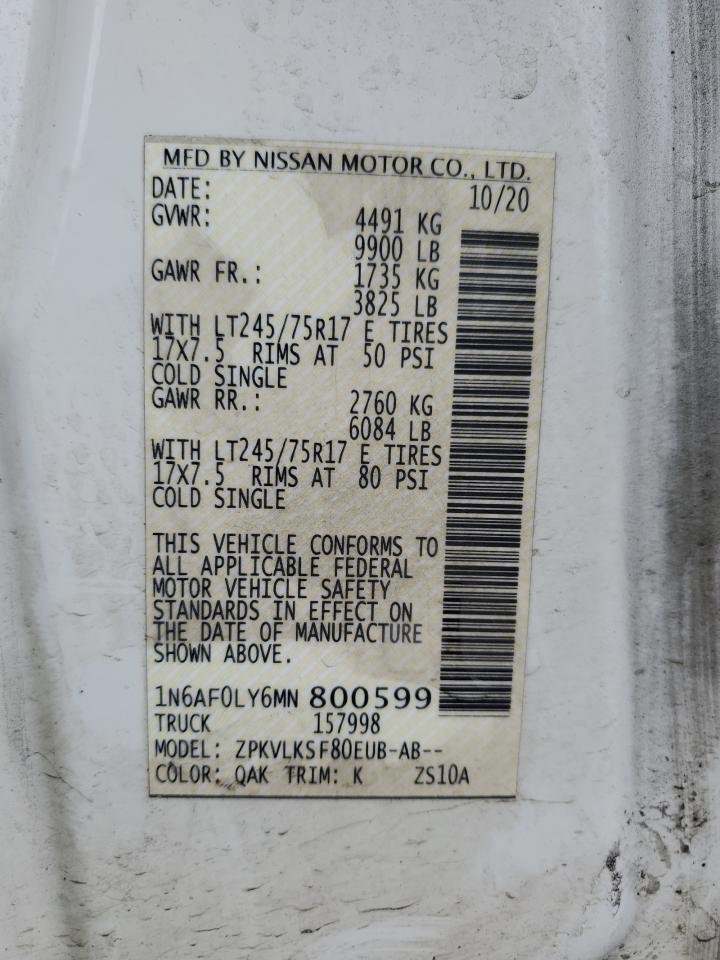 MFD BY NISSAN MOTOR CO., LTD.
DATE: 10/20
GVWR: 4491 KG
9900 LB
GAWR FR.: 1735 KG
3825 LB
WITH LT245/75R17 E TIRES
17X7.5 RIMS AT 50 PSI
COLD SINGLE
GAWR RR.: 2760 KG
6084 LB
WITH LT245/75R17 E TIRES
17X7.5 RIMS AT 80 PSI
COLD SINGLE
THIS VEHICLE CONFORMS TO
ALL APPLICABLE FEDERAL
MOTOR VEHICLE SAFETY
STANDARDS IN EFFECT ON
THE DATE OF MANUFACTURE
SHOWN ABOVE.
1N6AF0LY6MN 800599
TRUCK 157998
MODEL: ZPKVLKSF80EUB-AB--
COLOR: QAK TRIM: K ZS10A